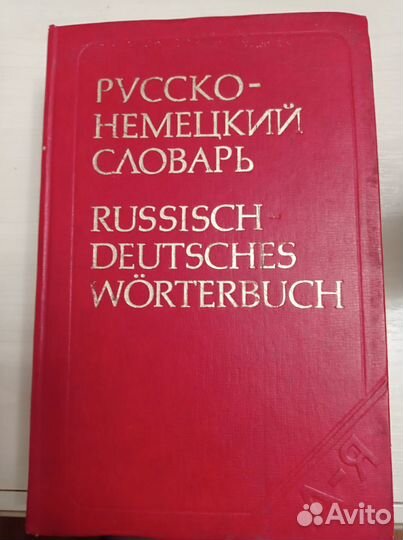 РУССКО-
НЕМЕЦКИЙ
СЛОВАРЬ
RUSSISCH-
DEUTSCHES
WÖRTERBUCH
А-Я
Avito